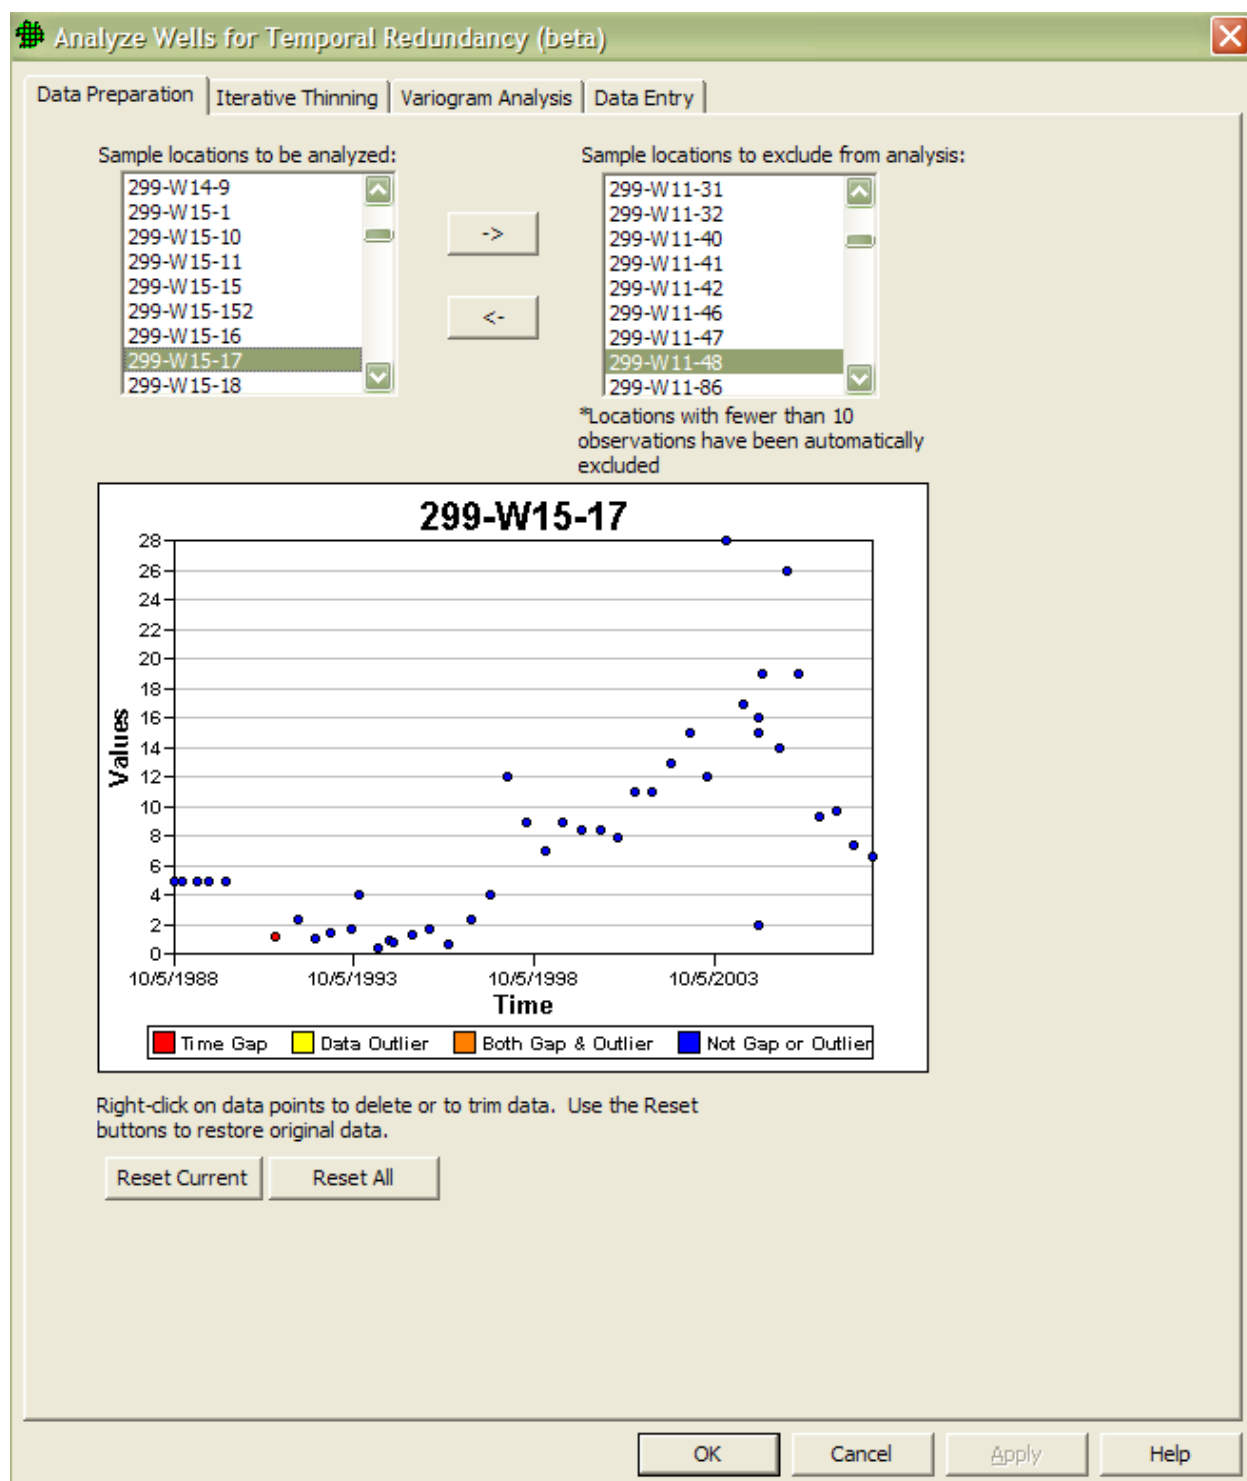 Analyze Wells for Temporal Redundancy (beta)
Data Preparation Iterative Thinning Variogram Analysis Data Entry
Sample locations to be analyzed:
299-W14-9
299-W15-1
299-W15-10
299-W15-11
299-W15-15
299-W15-152
299-W15-16
299-W15-17
299-W15-18
->
<-
Sample locations to exclude from analysis:
299-W11-31
299-W11-32
299-W11-40
299-W11-41
299-W11-42
299-W11-46
299-W11-47
299-W11-48
299-W11-86
*Locations with fewer than 10
observations have been automatically
excluded
299-W15-17
28
26
24
22
20
18
16
14
12
10
8
6
4
2
0
Values
10/5/1988 10/5/1993 10/5/1998 10/5/2003
Time
Time Gap Data Outlier Both Gap & Outlier Not Gap or Outlier
Right-click on data points to delete or to trim data. Use the Reset
buttons to restore original data.
Reset Current Reset All
OK Cancel Apply Help